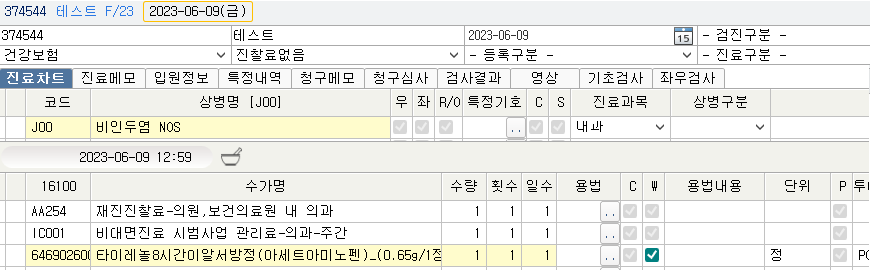 374544 테스트 F/23 2023-06-09(금)
374544 테스트 2023-06-09 15 - 검진구분 -
건강보험 진찰료없음 - 등록구분 - - 진료구분 -
진료차트 진료메모 입원정보 특정내역 청구메모 청구심사 검사결과 영상 기초검사 좌우검사
코드 상병명 [J00] 우 좌 R/O 특정기호 C S 진료과목 상병구분
J00 비인두염 NOS .. 내과
2023-06-09 12:59
16100 수가명 수량 횟수 일수 용법 C W 용법내용 단위 P 투
AA254 재진진찰료-의원,보건의료원 내 의과 1 1 1 ..
IC001 비대면진료 시범사업 관리료-의과-주간 1 1 1 ..
646902600 타이레놀8시간이알서방정(아세트아미노펜)_(0.65g/1정 1 1 1 .. 정 PO